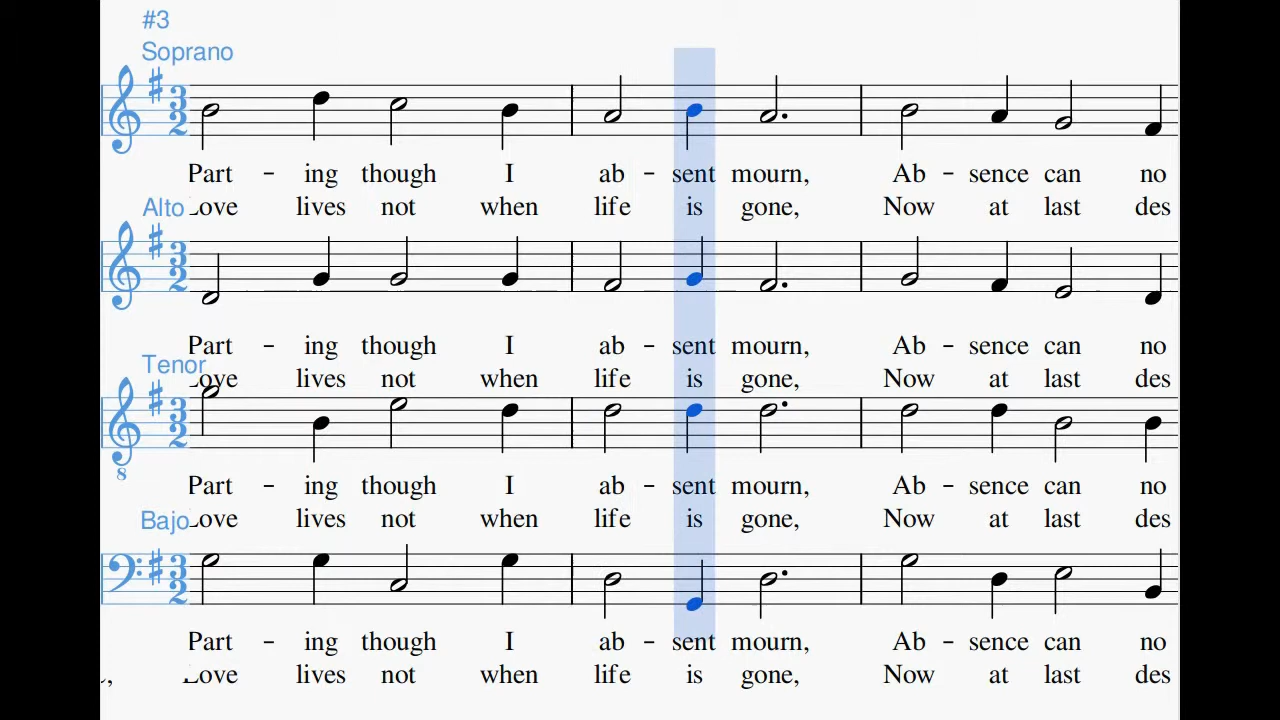 #3
Soprano
Part - ing though I ab - sent mourn, Ab - sence can no
Alto Love lives not when life is gone, Now at last des
Part - ing though I ab - sent mourn, Ab - sence can no
Tenor Love lives not when life is gone, Now at last des
8
Part - ing though I ab - sent mourn, Ab - sence can no
Bajo Love lives not when life is gone, Now at last des
Part - ing though I ab - sent mourn, Ab - sence can no
, Love lives not when life is gone, Now at last des